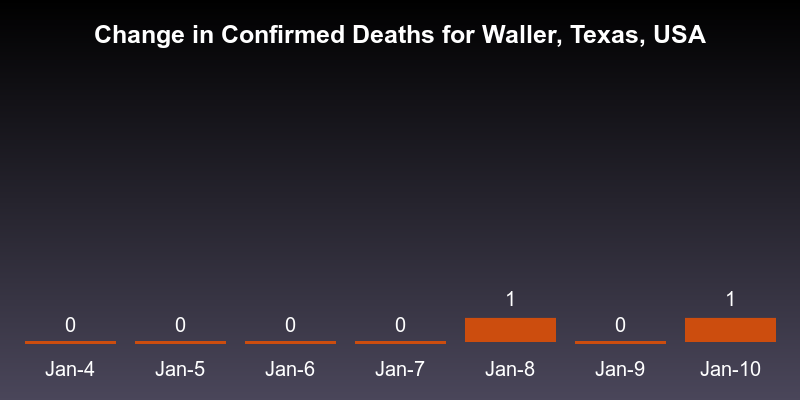 Change in Confirmed Deaths for Waller, Texas, USA
0 0 0 0 1 0 1
Jan-4 Jan-5 Jan-6 Jan-7 Jan-8 Jan-9 Jan-10